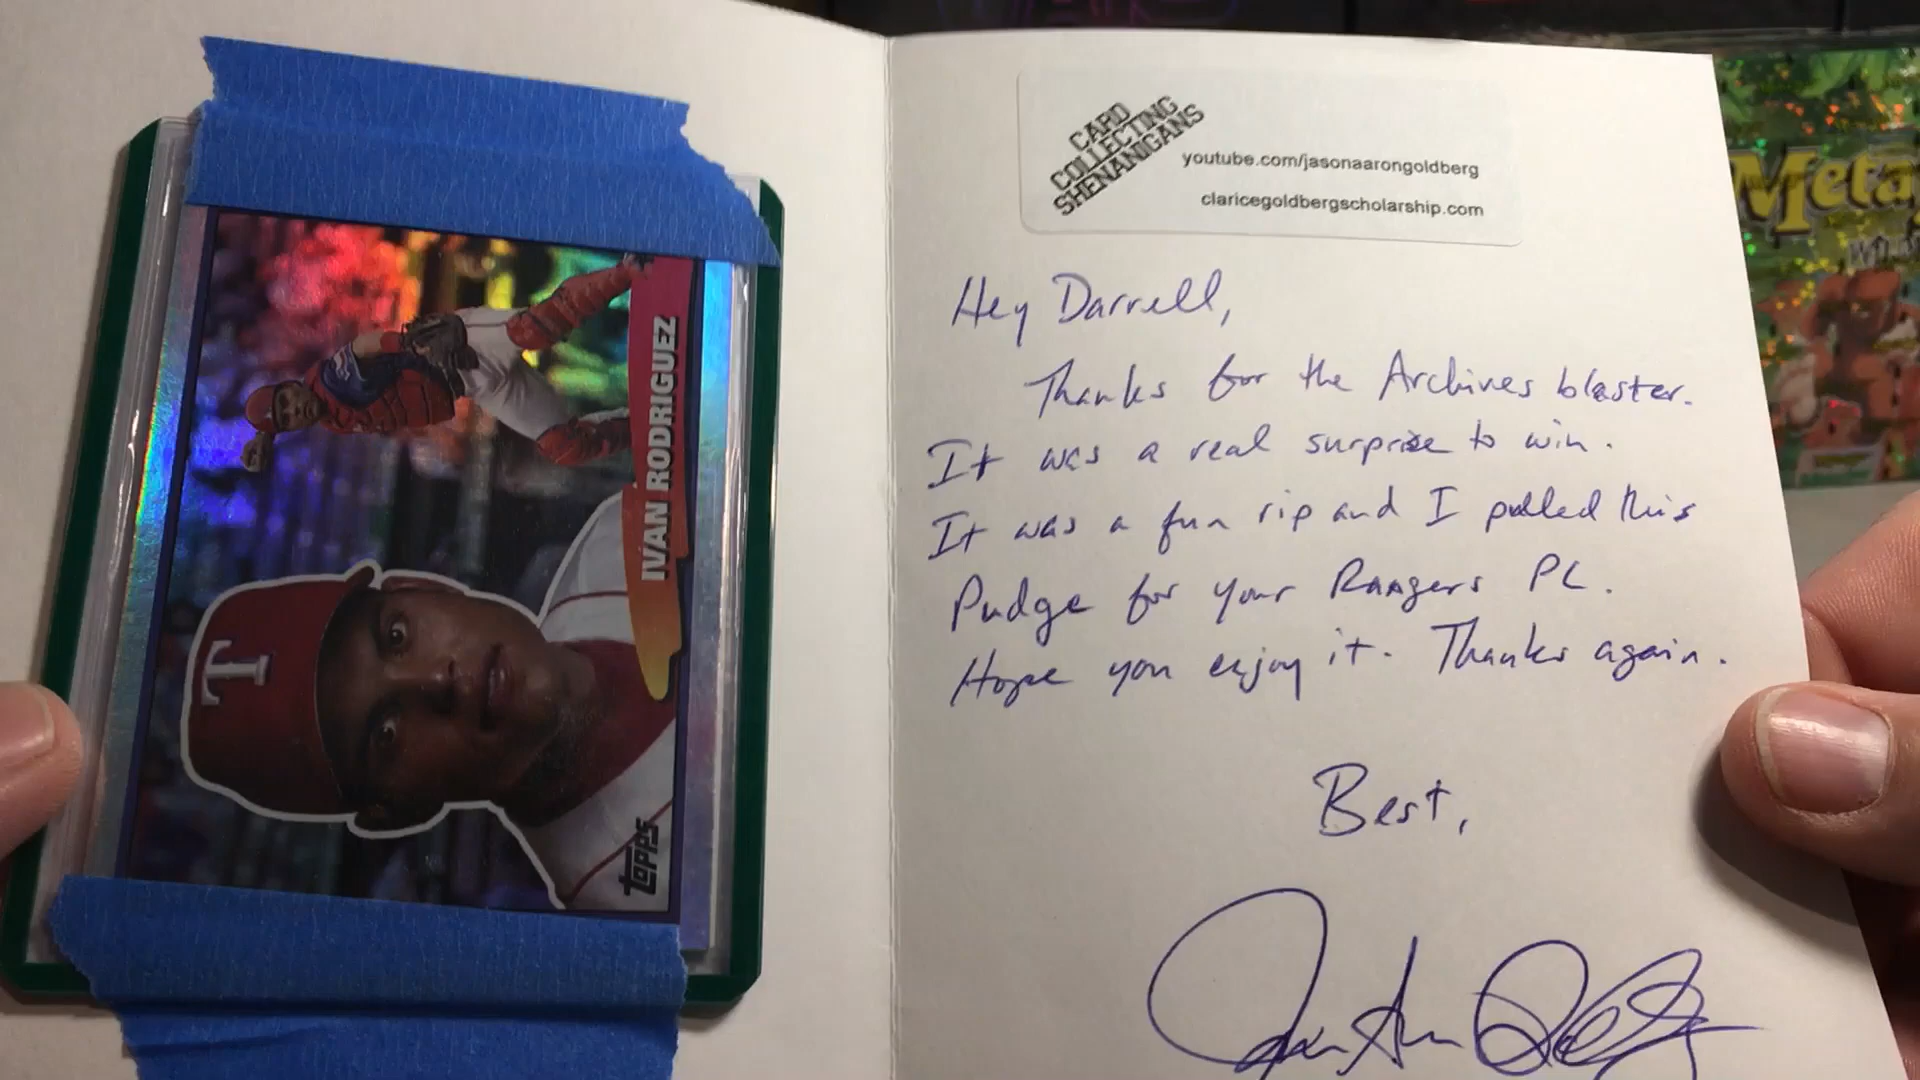 T
IVAN RODRIGUEZ
TOPPS
CARD
COLLECTING
SHENANIGANS
youtube.com/jasonaarongoldberg
claricegoldbergscholarship.com
Hey Darrell,
Thanks for the Archives blaster.
It was a real surprise to win.
It was a fun rip and I pulled this
Pudge for your Rangers PC.
Hope you enjoy it. Thanks again.
Best,
Meta